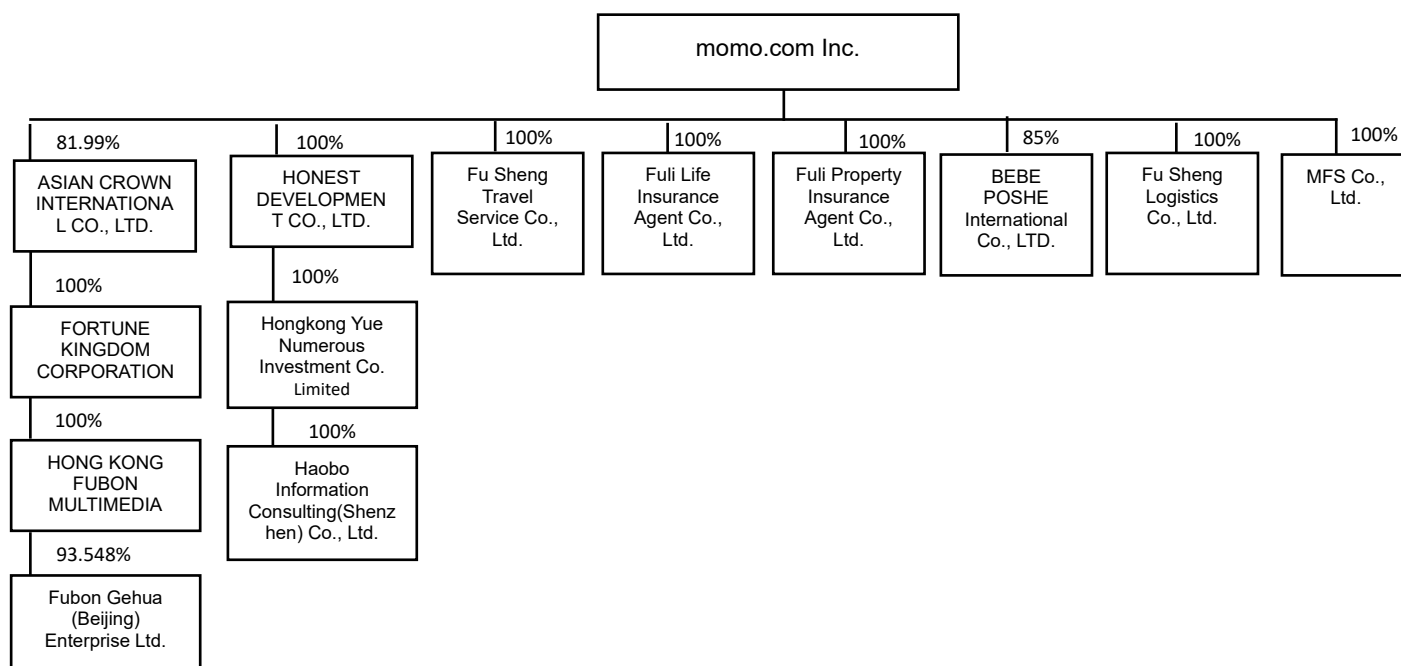 momo.com Inc.
81.99%
100%
100%
100%
100%
85%
100%
100%
ASIAN CROWN
INTERNATIONA
L CO., LTD.
HONEST
DEVELOPMEN
T CO., LTD.
Fu Sheng
Travel
Service Co.,
Ltd.
Fuli Life
Insurance
Agent Co.,
Ltd.
Fuli Property
Insurance
Agent Co.,
Ltd.
BEBE
POSHE
International
Co., LTD.
Fu Sheng
Logistics
Co., Ltd.
MFS Co.,
Ltd.
100%
100%
FORTUNE
KINGDOM
CORPORATION
Hongkong Yue
Numerous
Investment Co.
Limited
100%
100%
HONG KONG
FUBON
MULTIMEDIA
Haobo
Information
Consulting(Shenz
hen) Co., Ltd.
93.548%
Fubon Gehua
(Beijing)
Enterprise Ltd.